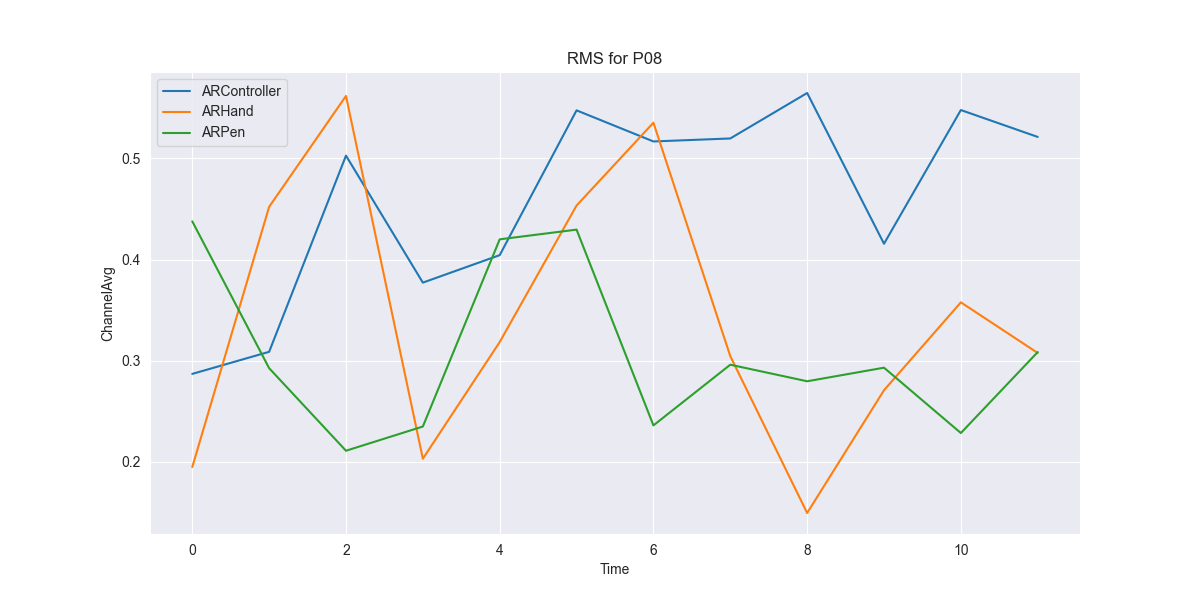 RMS for P08
ARController
ARHand
ARPen
ChannelAvg
0.5
0.4
0.3
0.2
0 2 4 6 8 10
Time